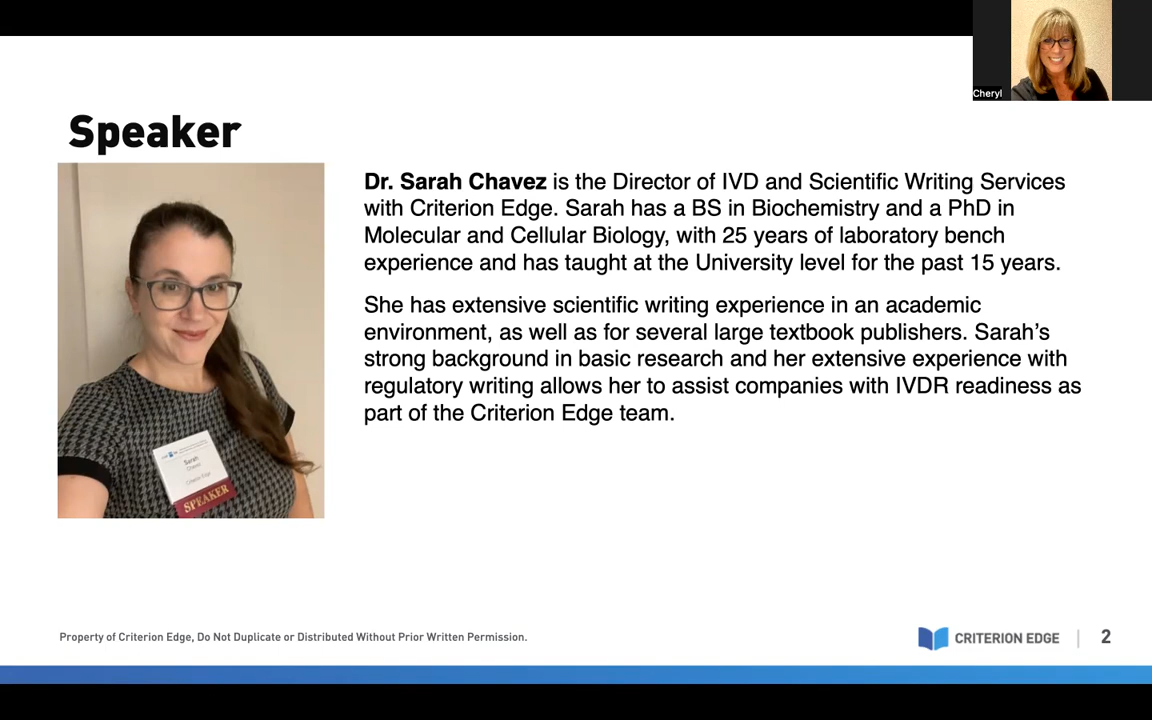 Cheryl
Speaker
Dr. Sarah Chavez is the Director of IVD and Scientific Writing Services
with Criterion Edge. Sarah has a BS in Biochemistry and a PhD in
Molecular and Cellular Biology, with 25 years of laboratory bench
experience and has taught at the University level for the past 15 years.
She has extensive scientific writing experience in an academic
environment, as well as for several large textbook publishers. Sarah’s
strong background in basic research and her extensive experience with
regulatory writing allows her to assist companies with IVDR readiness as
part of the Criterion Edge team.
Sarah
Chavez
Criterion Edge
SPEAKER
Property of Criterion Edge, Do Not Duplicate or Distributed Without Prior Written Permission.
CRITERION EDGE | 2